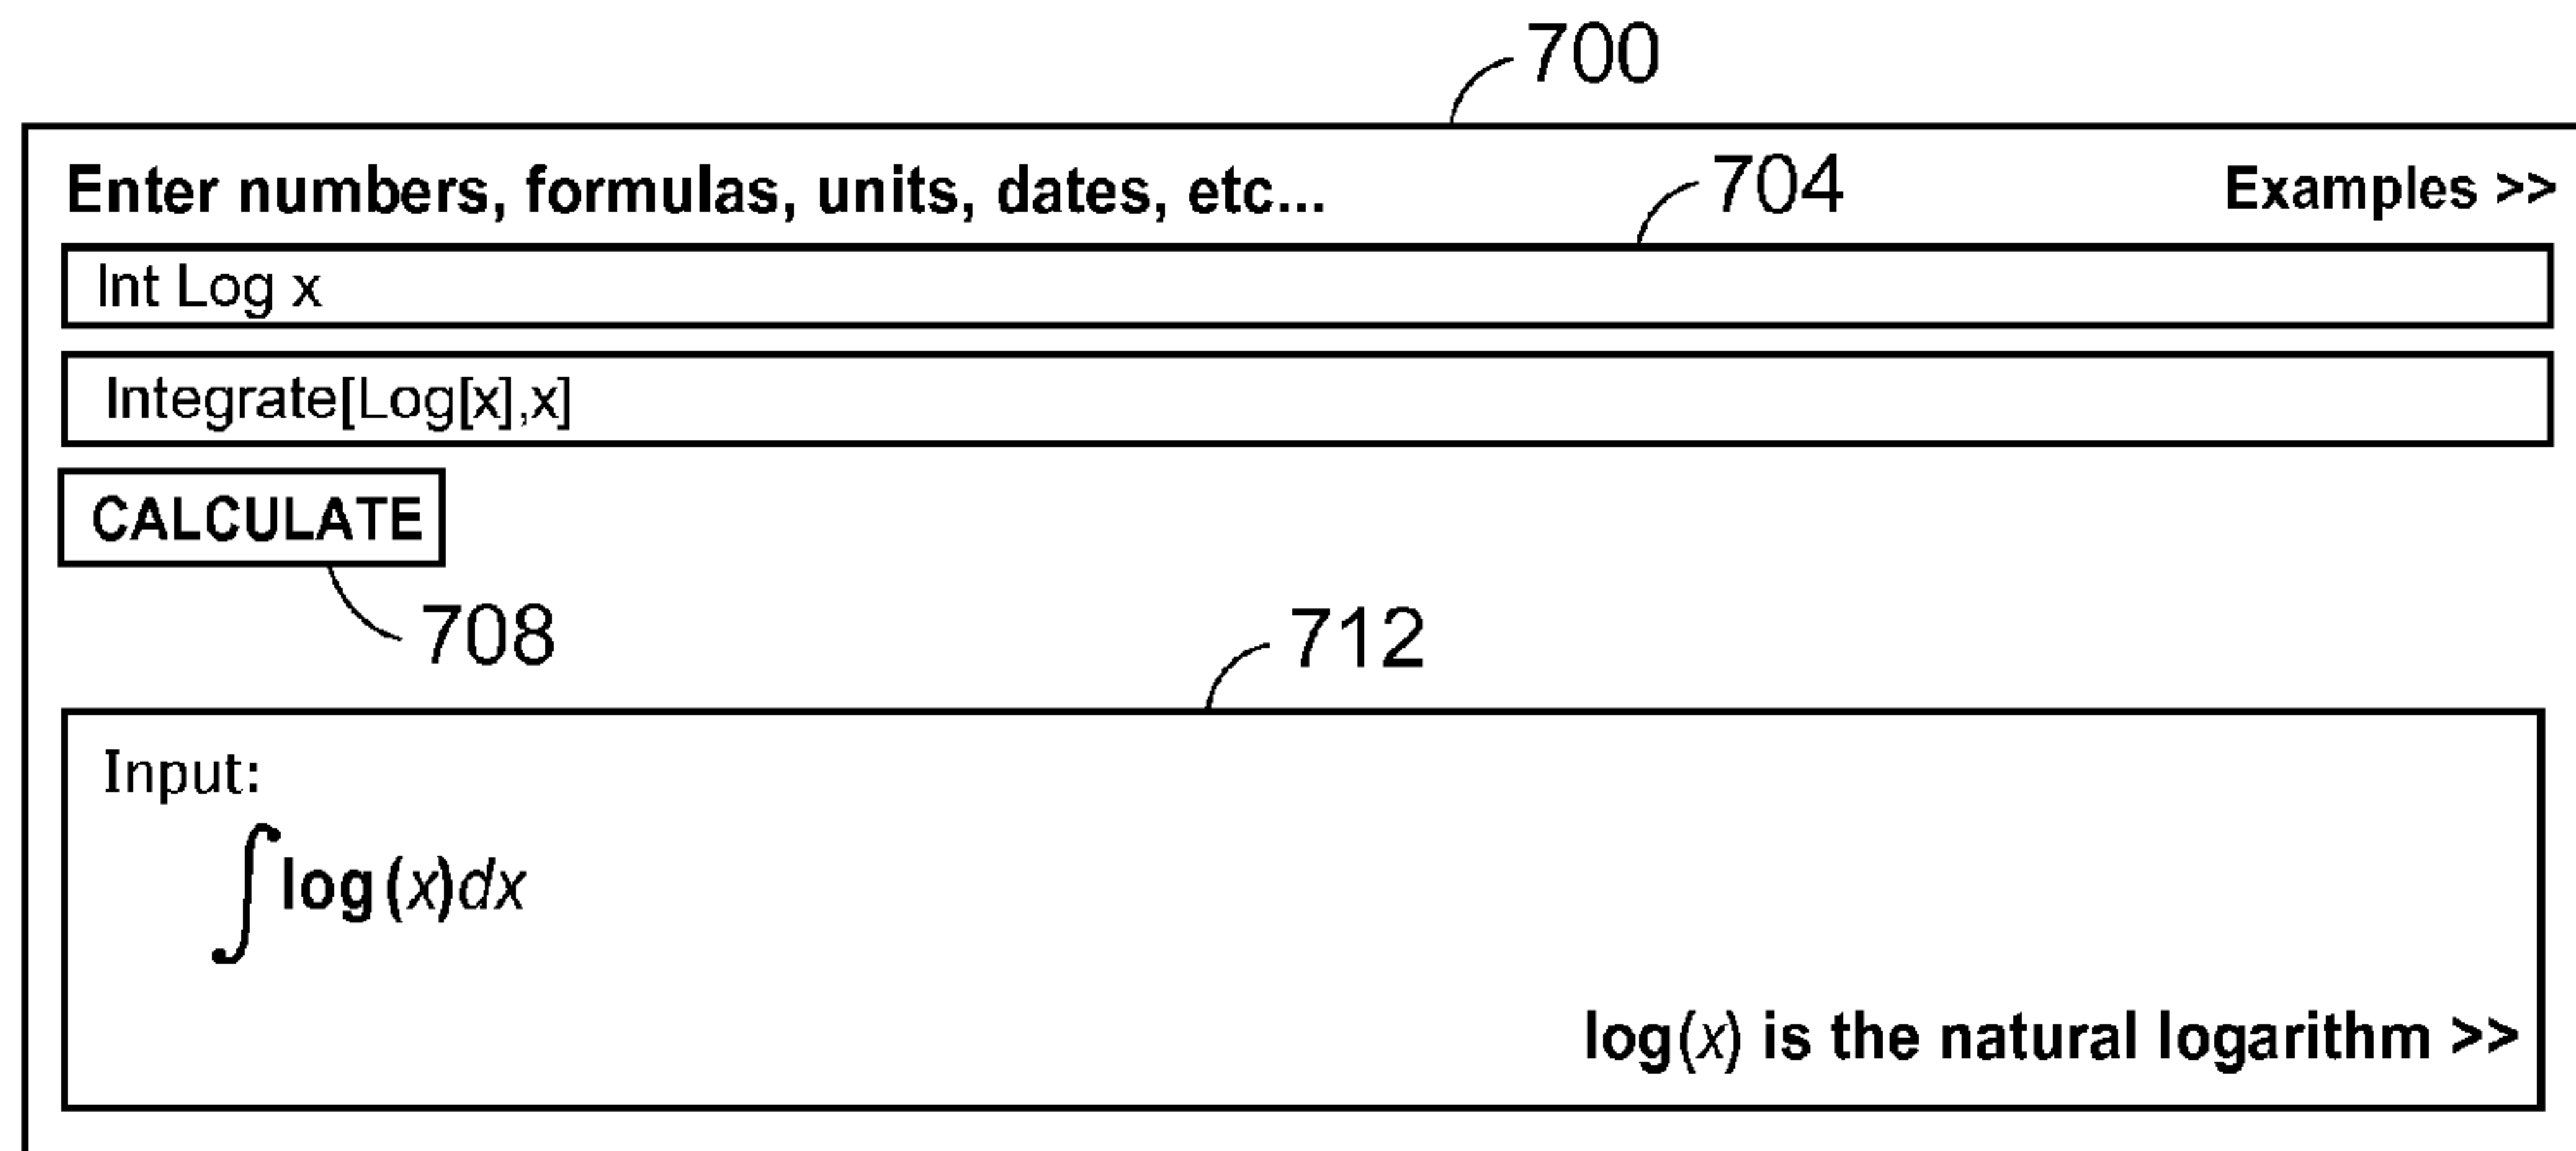 700
Enter numbers, formulas, units, dates, etc... 704 Examples >>
Int Log x
Integrate[Log[x],x]
CALCULATE
708
712
Input:
∫log(x)dx
log(x) is the natural logarithm >>